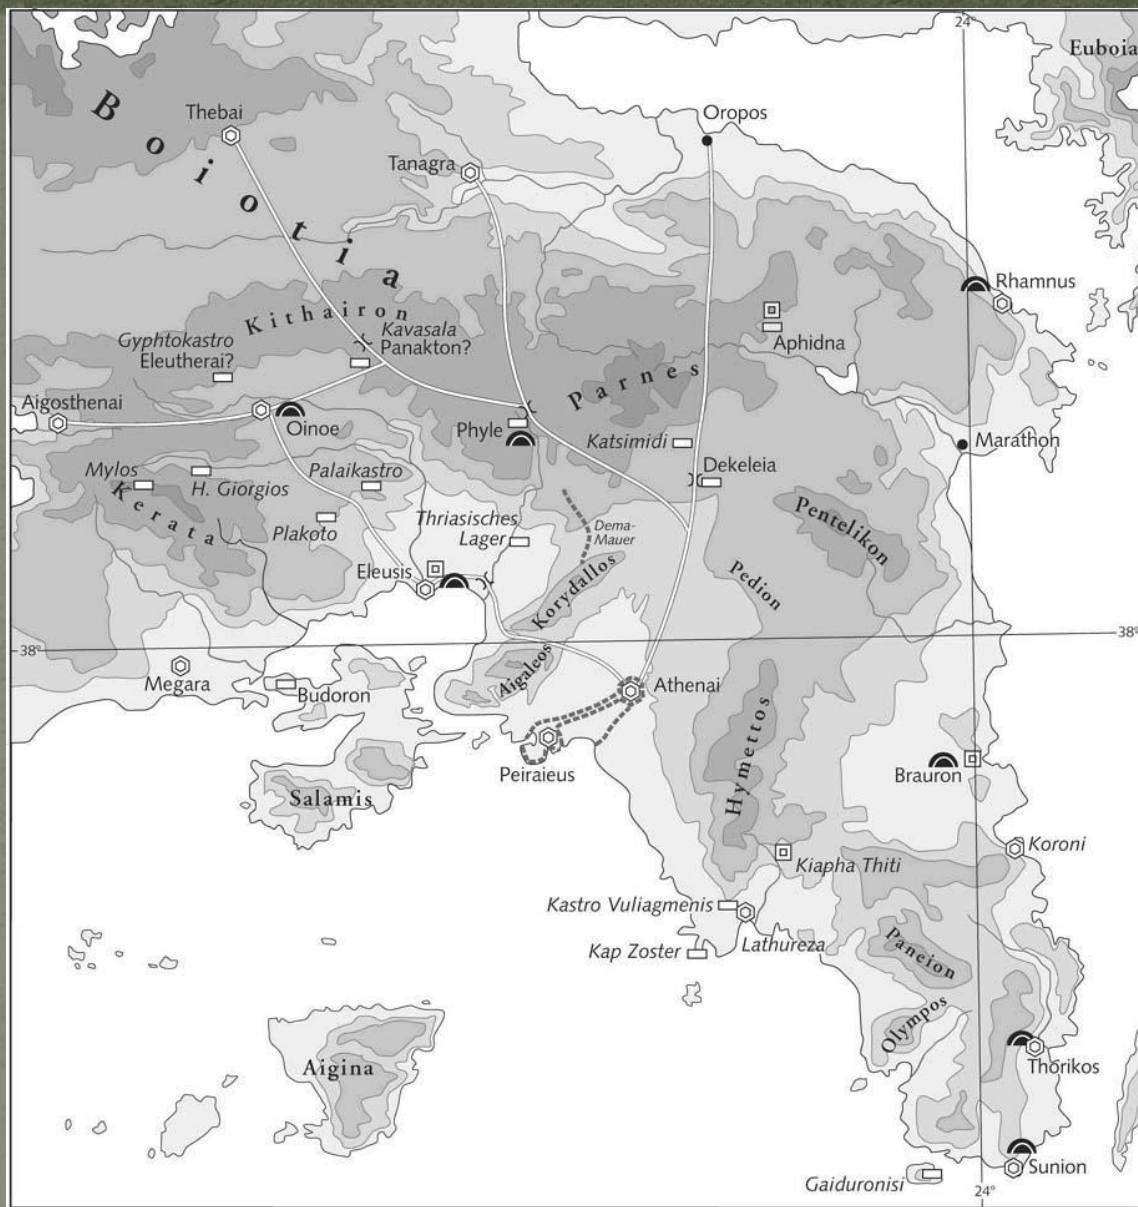 24°
Euboia
Boiotia
Thebai
Oropos
Tanagra
Rhamnus
Kithairon
Kavasala
Panakton?
Gyphtokastro
Eleutherai?
Aphidna
Parnes
Aigosthenai
Oinoe
Phyle
Katsimidi
Marathon
Dekeleia
Mylos
H. Giorgios
Palaikastro
Kerata
Plakoto
Thriasisches
Lager
Dema-
Mauer
Pentelikon
Eleusis
Korydallos
Pedion
38°
38°
Megara
Budoron
Aigaleos
Athenai
Peiraieus
Hymettos
Brauron
Salamis
Koroni
Kiapha Thiti
Kastro Vuliagmenis
Lathureza
Kap Zoster
Paneion
Olympos
Aigina
Thorikos
Sunion
Gaiduronisi
24°